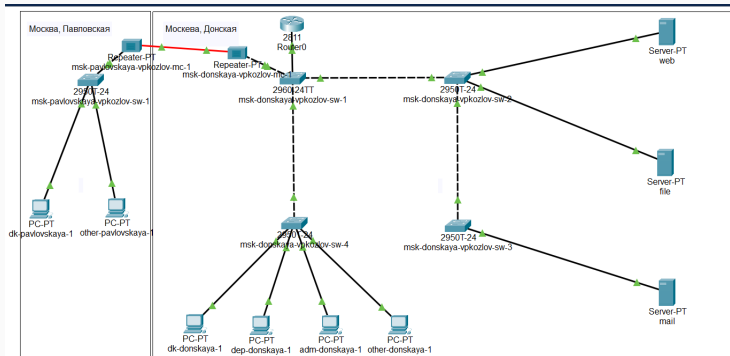 Москва, Павловская
Москева, Донская
2811
Router0
Repeater-PT
msk-pavlovskaya-vpkozlov-mc-1
Repeater-PT
msk-donskaya-vpkozlov-mc-1
2950T-24
msk-pavlovskaya-vpkozlov-sw-1
2960-24TT
msk-donskaya-vpkozlov-sw-1
2950T-24
msk-donskaya-vpkozlov-sw-2
Server-PT
web
Server-PT
file
PC-PT
dk-pavlovskaya-1
PC-PT
other-pavlovskaya-1
2950T-24
msk-donskaya-vpkozlov-sw-4
2950T-24
msk-donskaya-vpkozlov-sw-3
Server-PT
mail
PC-PT
dk-donskaya-1
PC-PT
dep-donskaya-1
PC-PT
adm-donskaya-1
PC-PT
other-donskaya-1